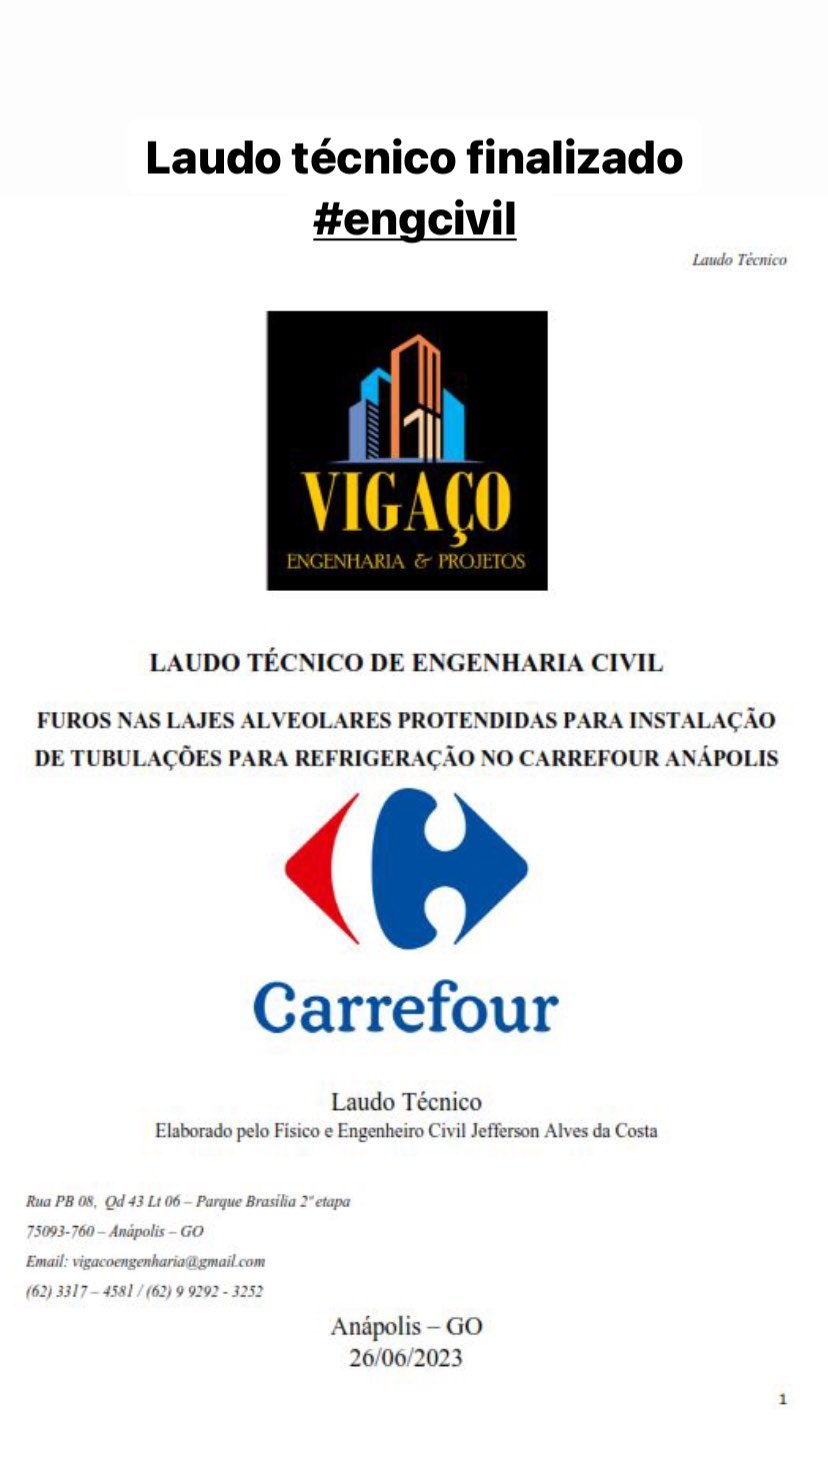 Laudo técnico finalizado
#engcivil
Laudo Técnico
VIGAÇO
ENGENHARIA & PROJETOS
LAUDO TÉCNICO DE ENGENHARIA CIVIL
FUROS NAS LAJES ALVEOLARES PROTENDIDAS PARA INSTALAÇÃO
DE TUBULAÇÕES PARA REFRIGERAÇÃO NO CARREFOUR ANÁPOLIS
Carrefour
Laudo Técnico
Elaborado pelo Físico e Engenheiro Civil Jefferson Alves da Costa
Rua PB 08, Qd 43 Lt 06 – Parque Brasília 2ª etapa
75093-760 – Anápolis – GO
Email: vigacoengenharia@gmail.com
(62) 3317 – 4581 / (62) 9 9292 - 3252
Anápolis – GO
26/06/2023
1